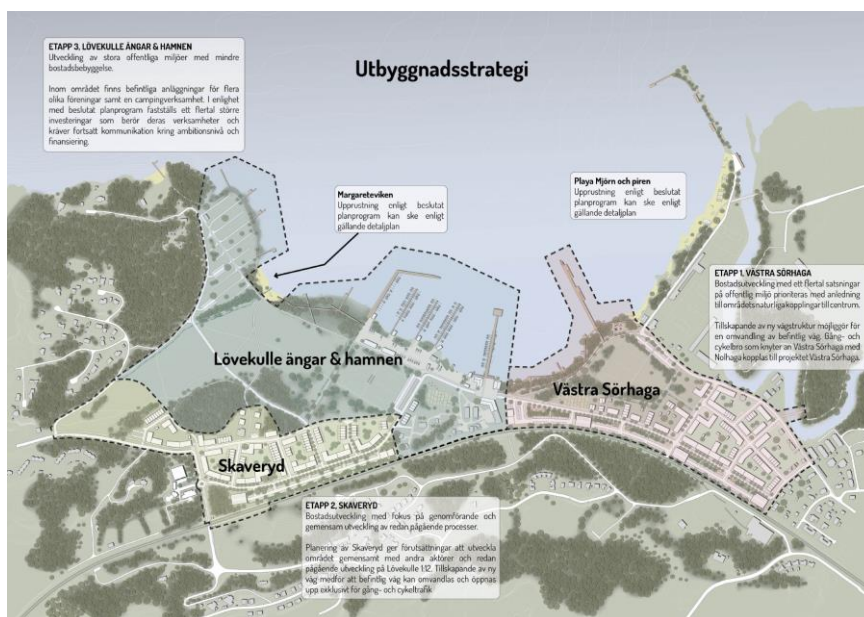 Utbyggnadsstrategi
ETAPP 3, LÖVEKULLE ÄNGAR & HAMNEN
Utveckling av stora offentliga miljöer med mindre
bostadsbebyggelse.
Inom området finns befintliga anläggningar för flera
olika föreningar samt en campingverksamhet. I enlighet
med beslutat planprogram fastställs ett flertal större
investeringar som berör deras verksamheter och
kräver fortsatt kommunikation kring ambitionsnivå och
finansiering.
Margareteviken
Upprustning enligt beslutat
planprogram kan ske enligt
gällande detaljplan
Playa Mjörn och piren
Upprustning enligt beslutat
planprogram kan ske enligt
gällande detaljplan
ETAPP 1, VÄSTRA SÖRHAGA
Bostadsutveckling med ett flertal satsningar
på offentlig miljö prioriteras med anledning
till områdets naturliga kopplingar till centrum.
Tillskapande av ny vägstruktur möjliggör för
en omvandling av befintlig väg. Gång- och
cykelbro som knyter an Västra Sörhaga med
Nolhaga kopplas till projektet Västra Sörhaga.
Lövekulle ängar & hamnen
Västra Sörhaga
Skaveryd
ETAPP 2, SKAVERYD
Bostadsutveckling med fokus på genomförande och
gemensam utveckling av redan pågående processer.
Planering av Skaveryd ger förutsättningar att utveckla
området gemensamt med andra aktörer och redan
pågående utveckling på Lövekulle 1:12. Tillskapande av ny
väg medför att befintlig väg kan omvandlas och öppnas
upp exklusivt för gång- och cykeltrafik